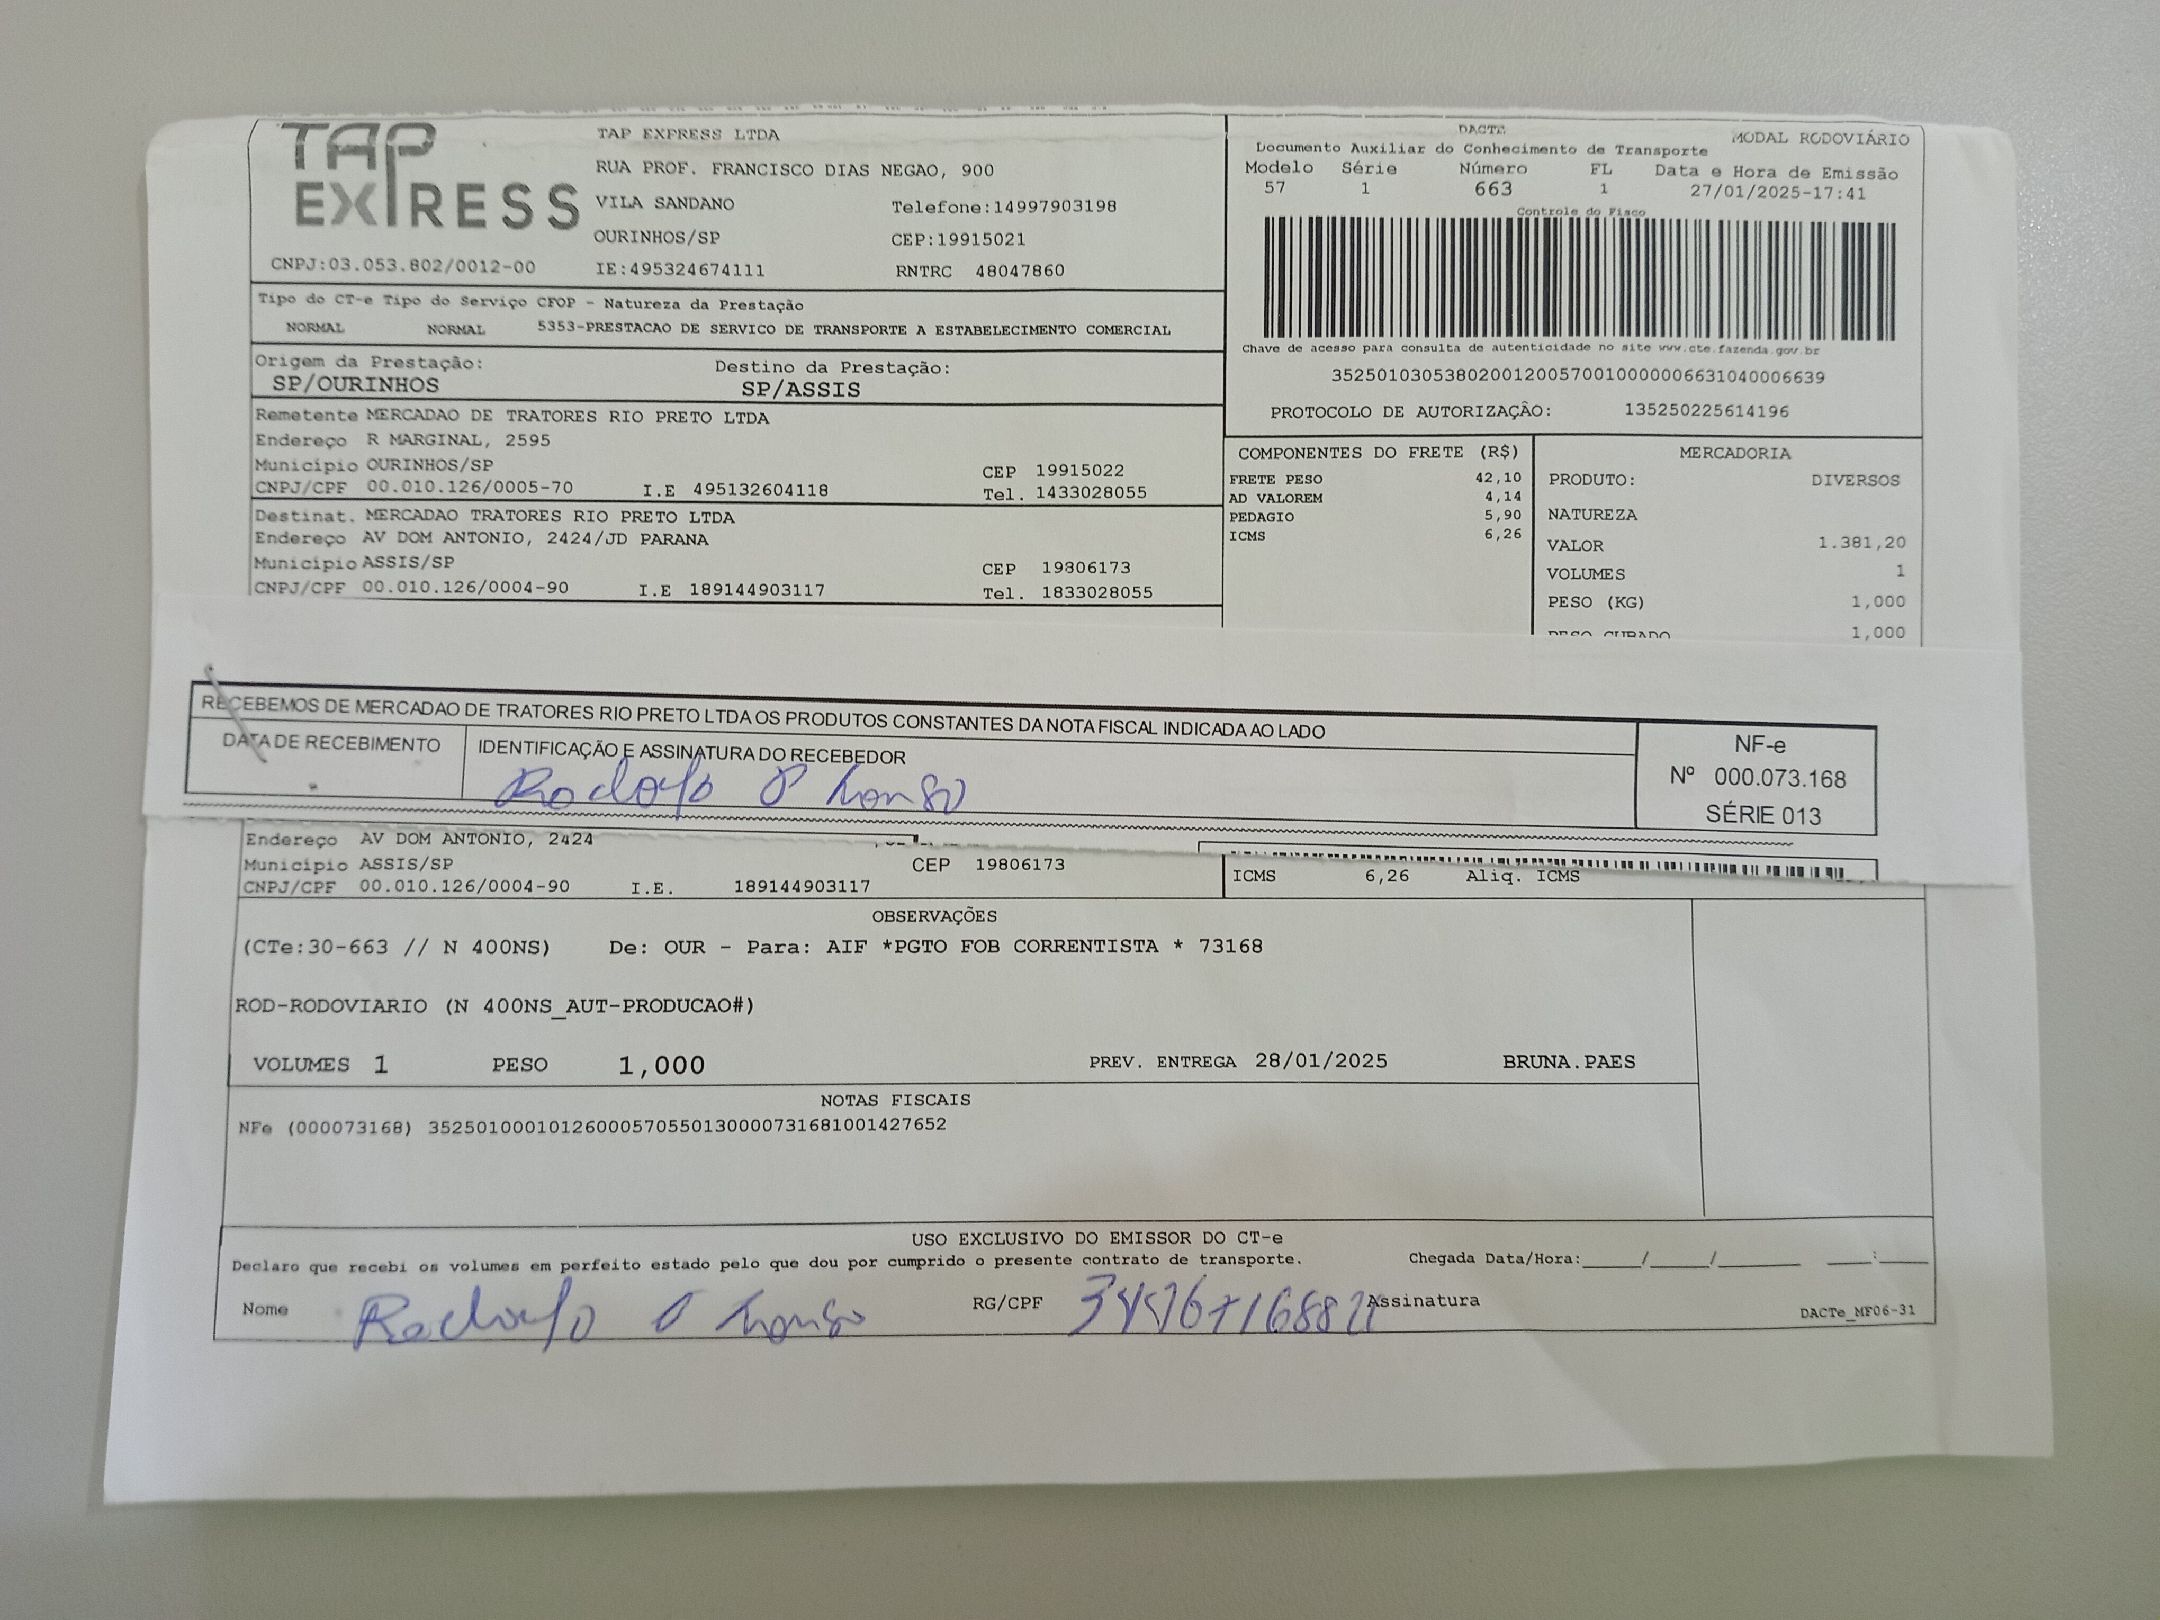 TAP EXPRESS
TAP EXPRESS LTDA
RUA PROF. FRANCISCO DIAS NEGAO, 900
VILA SANDANO Telefone:14997903198
OURINHOS/SP CEP:19915021
CNPJ:03.053.802/0012-00 IE:495324674111 RNTRC 48047860
DACTE MODAL RODOVIÁRIO
Documento Auxiliar do Conhecimento de Transporte
Modelo Série Número FL Data e Hora de Emissão
57 1 663 1 27/01/2025-17:41
Controle do Fisco
Chave de acesso para consulta de autenticidade no site www.cte.fazenda.gov.br
35250103053802001200570010000006631040006639
PROTOCOLO DE AUTORIZAÇÃO: 135250225614196
Tipo do CT-e Tipo do Serviço CFOP - Natureza da Prestação
NORMAL NORMAL 5353-PRESTACAO DE SERVICO DE TRANSPORTE A ESTABELECIMENTO COMERCIAL
Origem da Prestação: Destino da Prestação:
SP/OURINHOS SP/ASSIS
Remetente MERCADAO DE TRATORES RIO PRETO LTDA
Endereço R MARGINAL, 2595
Município OURINHOS/SP CEP 19915022
CNPJ/CPF 00.010.126/0005-70 I.E 495132604118 Tel. 1433028055
Destinat. MERCADAO TRATORES RIO PRETO LTDA
Endereço AV DOM ANTONIO, 2424/JD PARANA
Município ASSIS/SP CEP 19806173
CNPJ/CPF 00.010.126/0004-90 I.E 189144903117 Tel. 1833028055
COMPONENTES DO FRETE (R$)
FRETE PESO 42,10
AD VALOREM 4,14
PEDAGIO 5,90
ICMS 6,26
MERCADORIA
PRODUTO: DIVERSOS
NATUREZA
VALOR 1.381,20
VOLUMES 1
PESO (KG) 1,000
PESO CUBADO 1,000
RECEBEMOS DE MERCADAO DE TRATORES RIO PRETO LTDA OS PRODUTOS CONSTANTES DA NOTA FISCAL INDICADA AO LADO
DATA DE RECEBIMENTO IDENTIFICAÇÃO E ASSINATURA DO RECEBEDOR
Rodolfo
NF-e
Nº 000.073.168
SÉRIE 013
Endereço AV DOM ANTONIO, 2424
Município ASSIS/SP CEP 19806173
CNPJ/CPF 00.010.126/0004-90 I.E. 189144903117
ICMS 6,26 Aliq. ICMS
OBSERVAÇÕES
(CTe:30-663 // N 400NS) De: OUR - Para: AIF *PGTO FOB CORRENTISTA * 73168
ROD-RODOVIARIO (N 400NS_AUT-PRODUCAO#)
VOLUMES 1 PESO 1,000 PREV. ENTREGA 28/01/2025 BRUNA.PAES
NOTAS FISCAIS
NFe (000073168) 35250100010126000570550130000731681001427652
USO EXCLUSIVO DO EMISSOR DO CT-e
Declaro que recebi os volumes em perfeito estado pelo que dou por cumprido o presente contrato de transporte. Chegada Data/Hora:____/____/______ ___:____
Nome Rodolfo RG/CPF Assinatura
DACTe_MF06-31